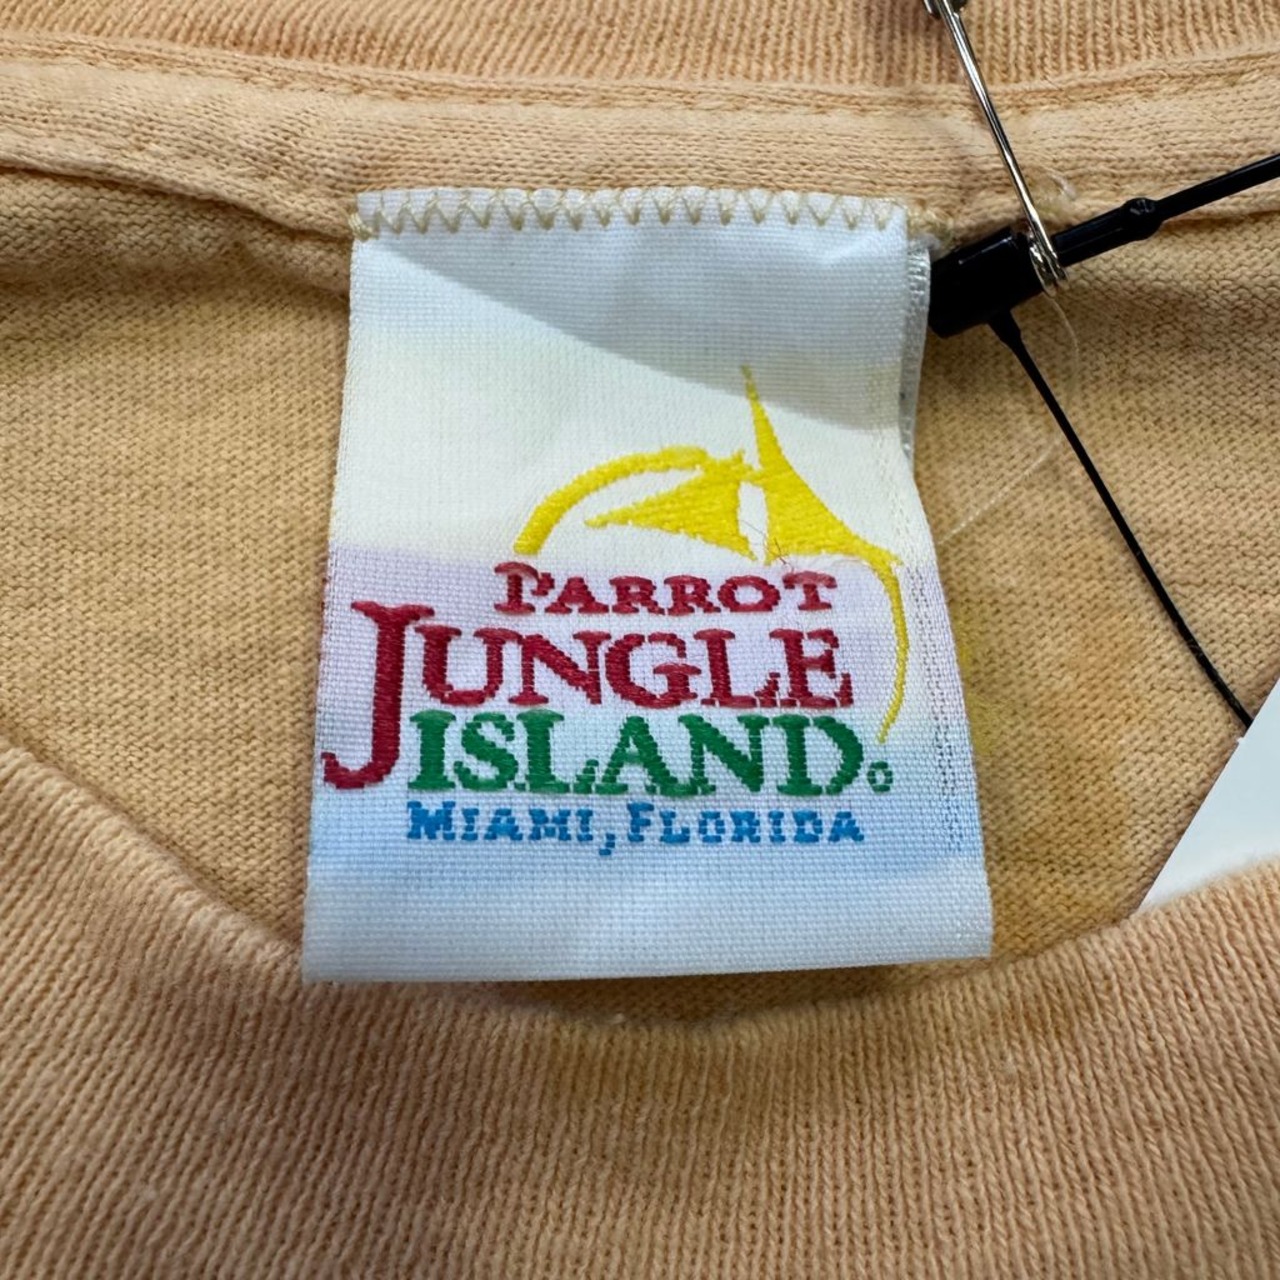 PARROT
JUNGLE
ISLAND
MIAMI, FLORIDA